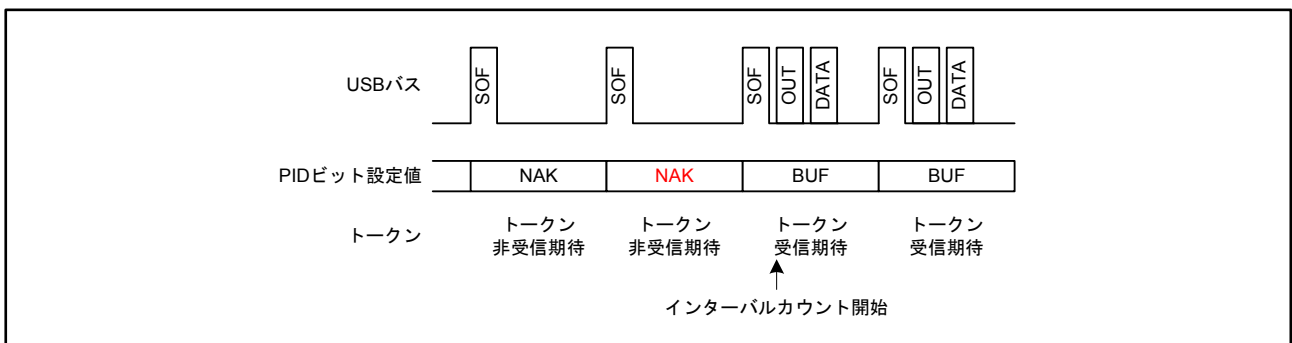 USBバス
SOF
SOF
SOF
OUT
DATA
SOF
OUT
DATA
PIDビット設定値
NAK
NAK
BUF
BUF
トークン
トークン
非受信期待
トークン
非受信期待
トークン
受信期待
トークン
受信期待
インターバルカウント開始